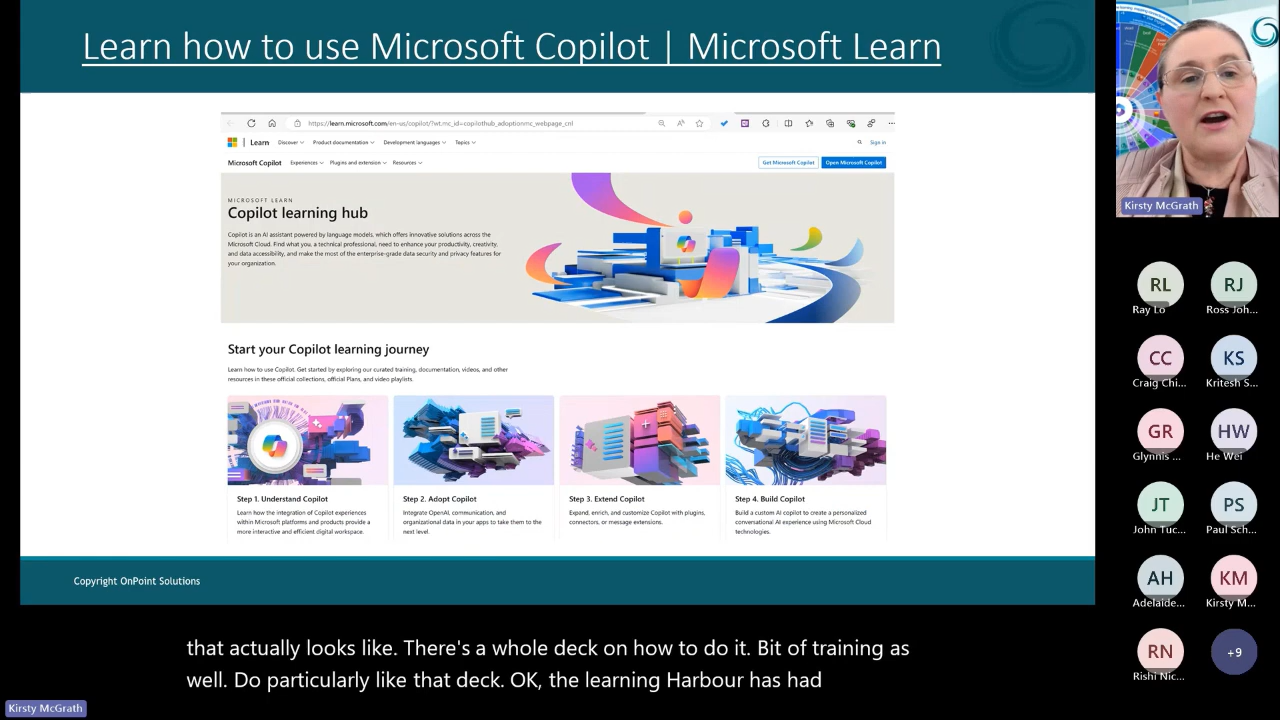 Learn how to use Microsoft Copilot | Microsoft Learn
https://learn.microsoft.com/en-us/copilot/?wt.mc_id=copilothub_adoptionmc_webpage_cnl
Learn Discover Product documentation Development languages Topics Sign in
Microsoft Copilot Experiences Plugins and extension Resources Get Microsoft Copilot Open Microsoft Copilot
MICROSOFT LEARN
Copilot learning hub
Copilot is an AI assistant powered by language models, which offers innovative solutions across the
Microsoft Cloud. Find what you, a technical professional, need to enhance your productivity, creativity,
and data accessibility, and make the most of the enterprise-grade data security and privacy features for
your organization.
Start your Copilot learning journey
Learn how to use Copilot. Get started by exploring our curated training, documentation, videos, and other
resources in these official collections, official Plans, and video playlists.
Step 1. Understand Copilot
Learn how the integration of Copilot experiences
within Microsoft platforms and products provide a
more interactive and efficient digital workspace.
Step 2. Adopt Copilot
Integrate OpenAI, communication, and
organizational data in your apps to take them to the
next level.
Step 3. Extend Copilot
Expand, enrich, and customize Copilot with plugins,
connectors, or message extensions.
Step 4. Build Copilot
Build a custom AI copilot to create a personalized
conversational AI experience using Microsoft Cloud
technologies.
Copyright OnPoint Solutions
that actually looks like. There's a whole deck on how to do it. Bit of training as
well. Do particularly like that deck. OK, the learning Harbour has had
Kirsty McGrath
Kirsty McGrath
RL RJ
Ray Lo Ross Joh...
CC KS
Craig Chi... Kritesh S...
GR HW
Glynnis ... He Wei
JT PS
John Tuc... Paul Sch...
AH KM
Adelaide... Kirsty M...
RN +9
Rishi Nic...